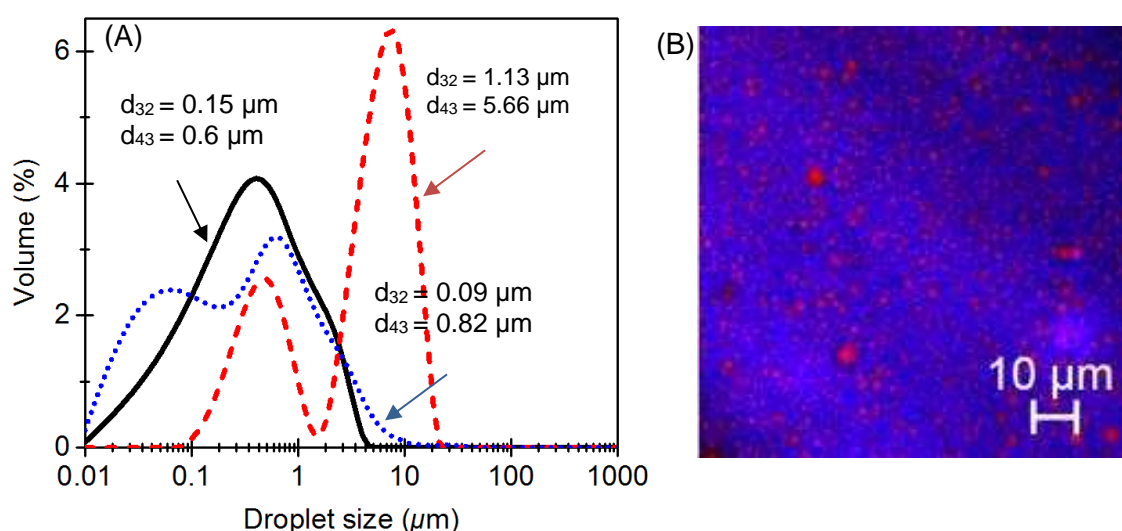 (A)
Volume (%)
6
4
2
0
d32 = 0.15 µm
d43 = 0.6 µm
d32 = 1.13 µm
d43 = 5.66 µm
d32 = 0.09 µm
d43 = 0.82 µm
0.01 0.1 1 10 100 1000
Droplet size (µm)
(B)
10 µm